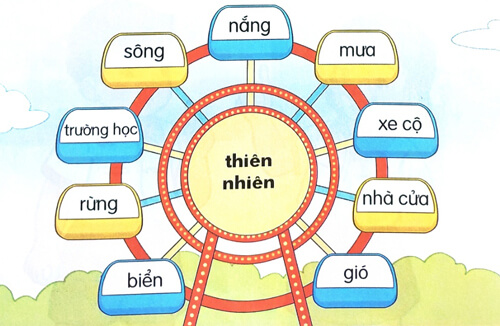 nắng
sông
mưa
trường học
xe cộ
thiên
nhiên
rừng
nhà cửa
biển
gió